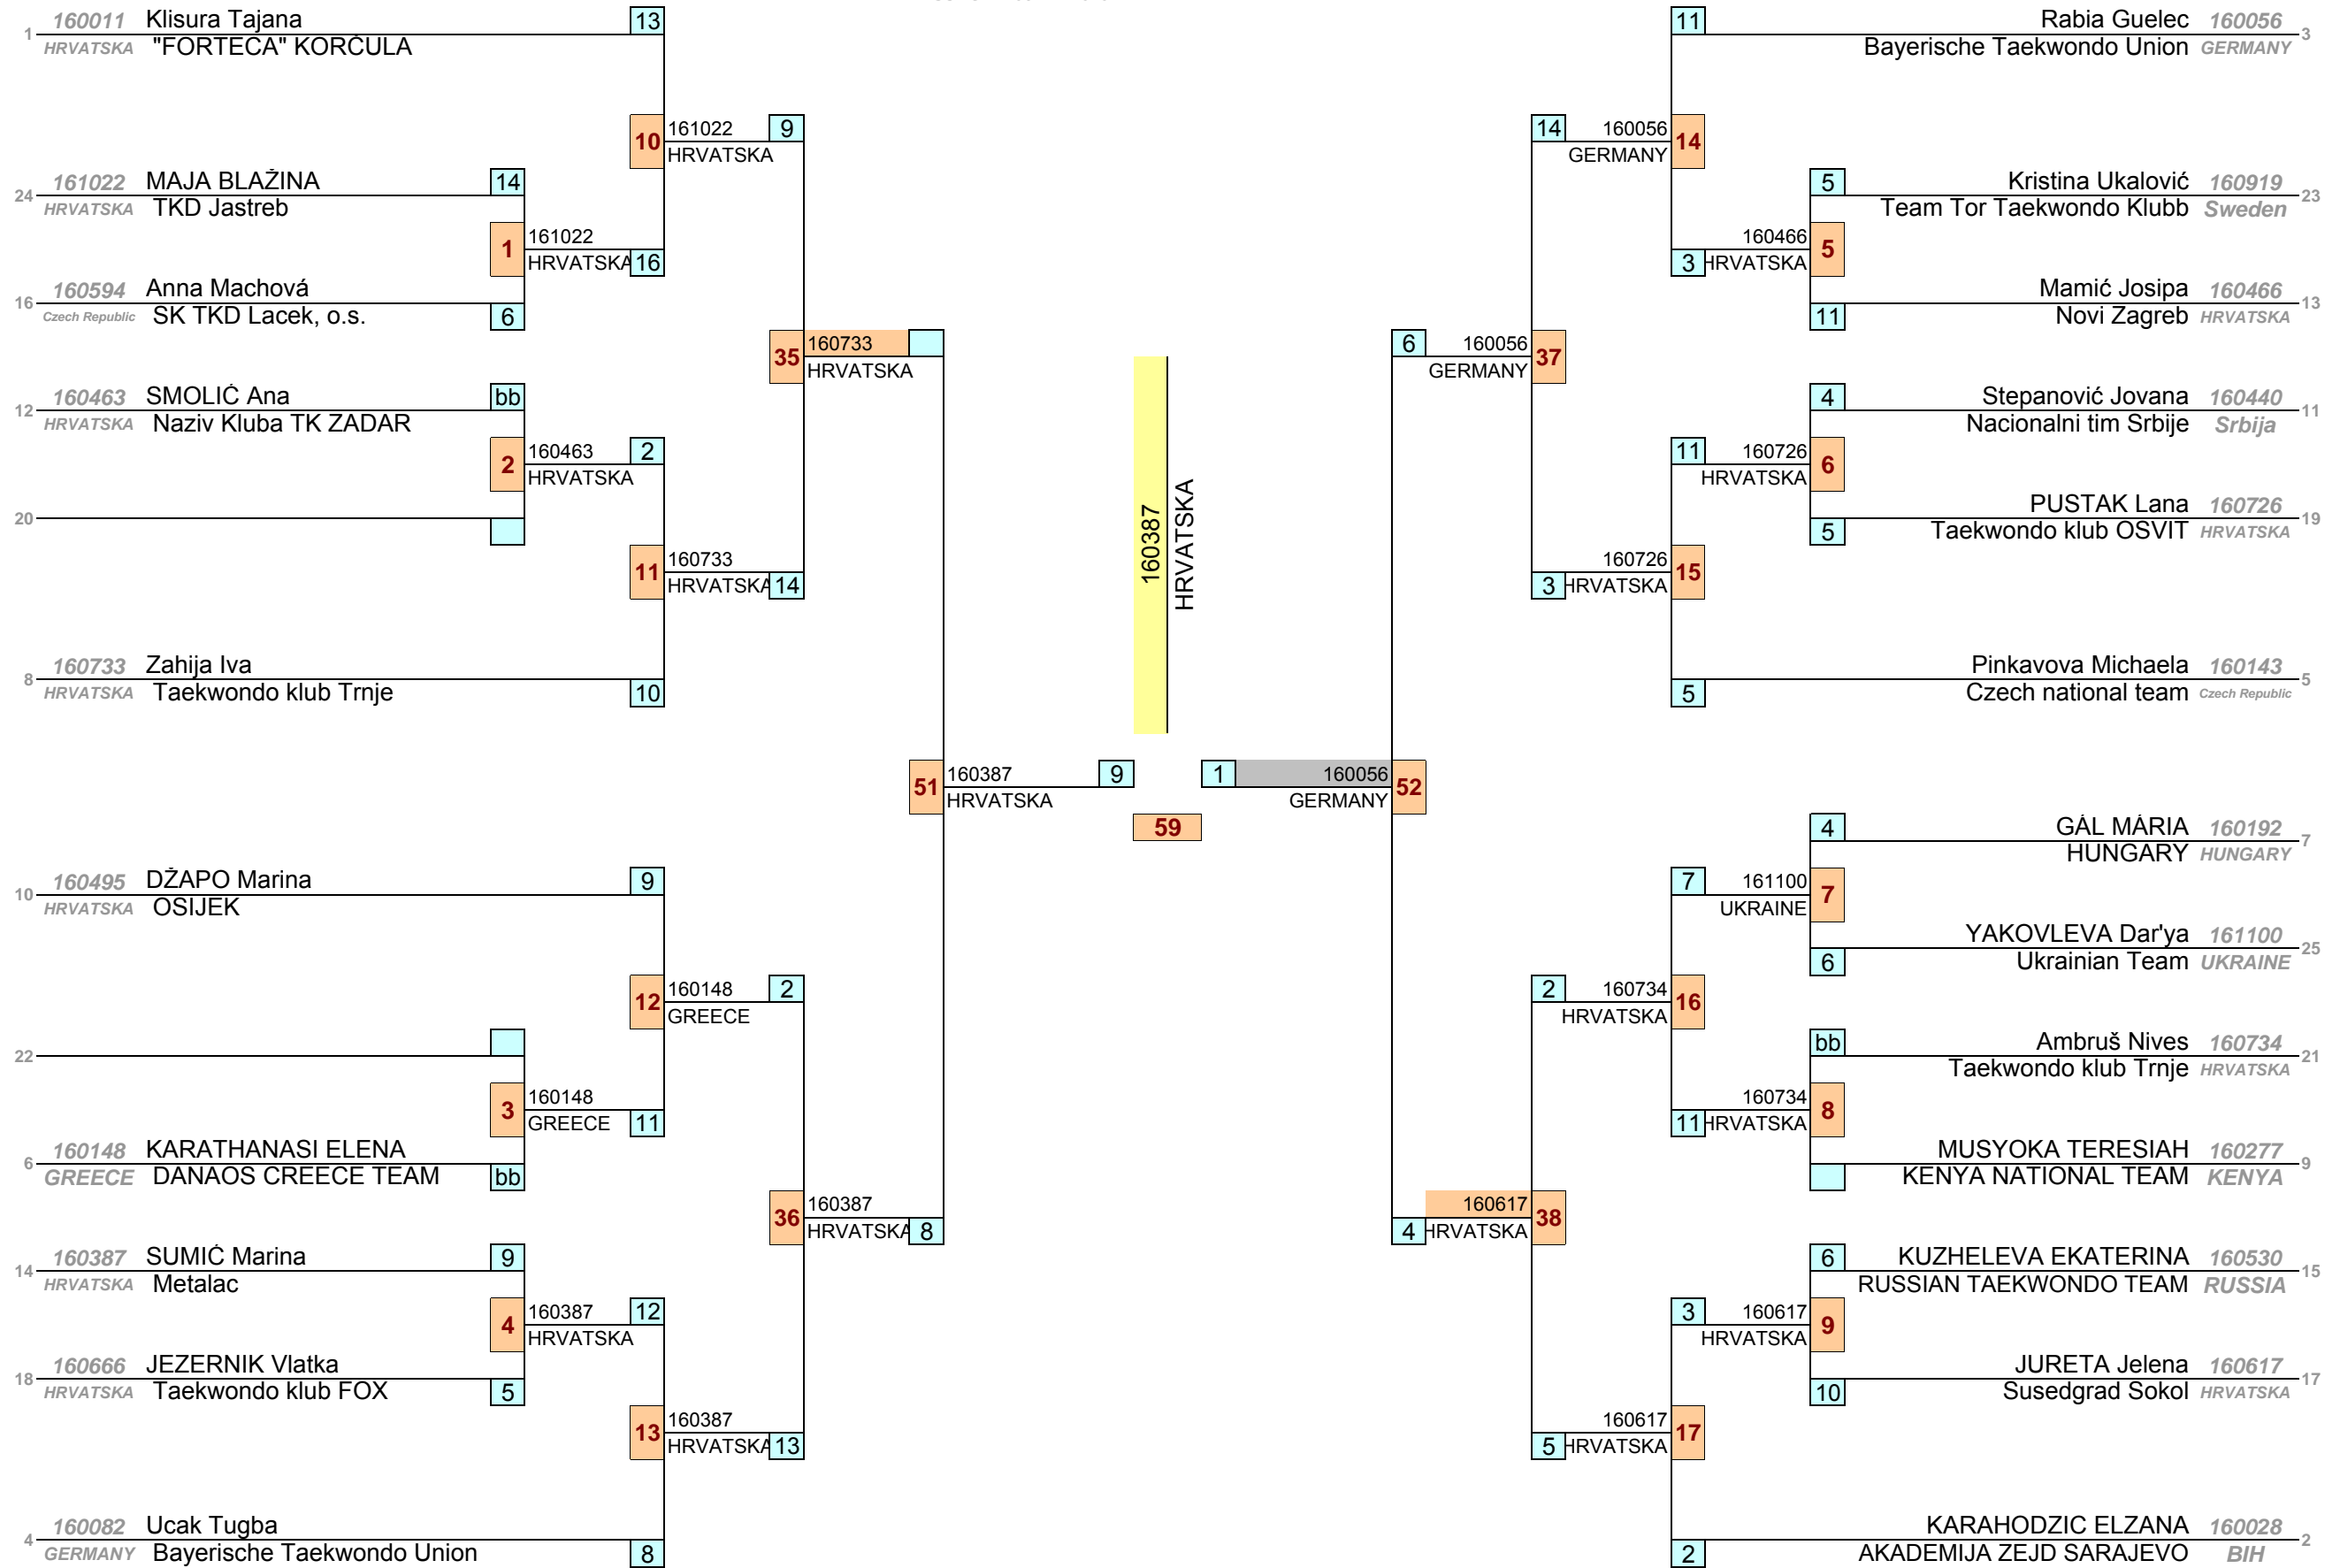 160011 Klisura Tajana 13
1 HRVATSKA "FORTECA" KORČULA
10 161022 9
HRVATSKA
161022 MAJA BLAŽINA 14
24 HRVATSKA TKD Jastreb
1 161022
HRVATSKA 16
160594 Anna Machová
16 Czech Republic SK TKD Lacek, o.s. 6
35 160733
HRVATSKA
160463 SMOLIĆ Ana bb
12 HRVATSKA Naziv Kluba TK ZADAR
2 160463 2
HRVATSKA
20
11 160733
HRVATSKA 14
160733 Zahija Iva
8 HRVATSKA Taekwondo klub Trnje 10
51 160387 9
HRVATSKA
160495 DŽAPO Marina 9
10 HRVATSKA OSIJEK
12 160148 2
GREECE
22
3 160148
GREECE 11
160148 KARATHANASI ELENA
6 GREECE DANAOS CREECE TEAM bb
36 160387
HRVATSKA 8
160387 SUMIĆ Marina 9
14 HRVATSKA Metalac
4 160387 12
HRVATSKA
160666 JEZERNIK Vlatka
18 HRVATSKA Taekwondo klub FOX 5
13 160387
HRVATSKA 13
160082 Ucak Tugba
4 GERMANY Bayerische Taekwondo Union 8
160387
HRVATSKA
59
11 Rabia Guelec 160056
Bayerische Taekwondo Union GERMANY 3
14 160056 14
GERMANY
5 Kristina Ukalović 160919
Team Tor Taekwondo Klubb Sweden 23
160466 5
3 HRVATSKA
Mamić Josipa 160466
11 Novi Zagreb HRVATSKA 13
6 160056 37
GERMANY
4 Stepanović Jovana 160440
Nacionalni tim Srbije Srbija 11
11 160726 6
HRVATSKA
PUSTAK Lana 160726
5 Taekwondo klub OSVIT HRVATSKA 19
160726 15
3 HRVATSKA
Pinkavova Michaela 160143
5 Czech national team Czech Republic 5
1 160056 52
GERMANY
4 GÁL MÁRIA 160192
HUNGARY HUNGARY 7
7 161100 7
UKRAINE
YAKOVLEVA Dar'ya 161100
6 Ukrainian Team UKRAINE 25
2 160734 16
HRVATSKA
bb Ambruš Nives 160734
Taekwondo klub Trnje HRVATSKA 21
160734 8
11 HRVATSKA
MUSYOKA TERESIAH 160277
KENYA NATIONAL TEAM KENYA 9
160617 38
4 HRVATSKA
6 KUZHELEVA EKATERINA 160530
RUSSIAN TAEKWONDO TEAM RUSSIA 15
3 160617 9
HRVATSKA
JURETA Jelena 160617
10 Susedgrad Sokol HRVATSKA 17
160617 17
5 HRVATSKA
KARAHODZIC ELZANA 160028
2 AKADEMIJA ZEJD SARAJEVO BIH 2